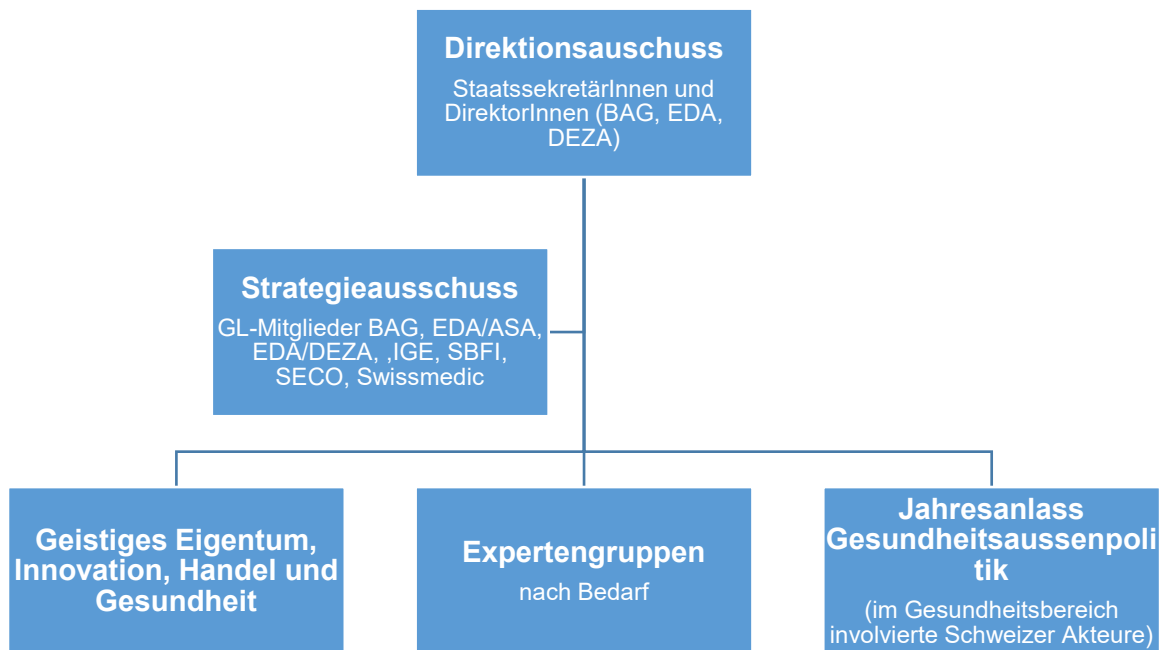 Direktionsauschuss
StaatssekretärInnen und
DirektorInnen (BAG, EDA,
DEZA)
Strategieausschuss
GL-Mitglieder BAG, EDA/ASA,
EDA/DEZA, ,IGE, SBFI,
SECO, Swissmedic
Geistiges Eigentum,
Innovation, Handel und
Gesundheit
Expertengruppen
nach Bedarf
Jahresanlass
Gesundheitsaussenpoli
tik
(im Gesundheitsbereich
involvierte Schweizer Akteure)